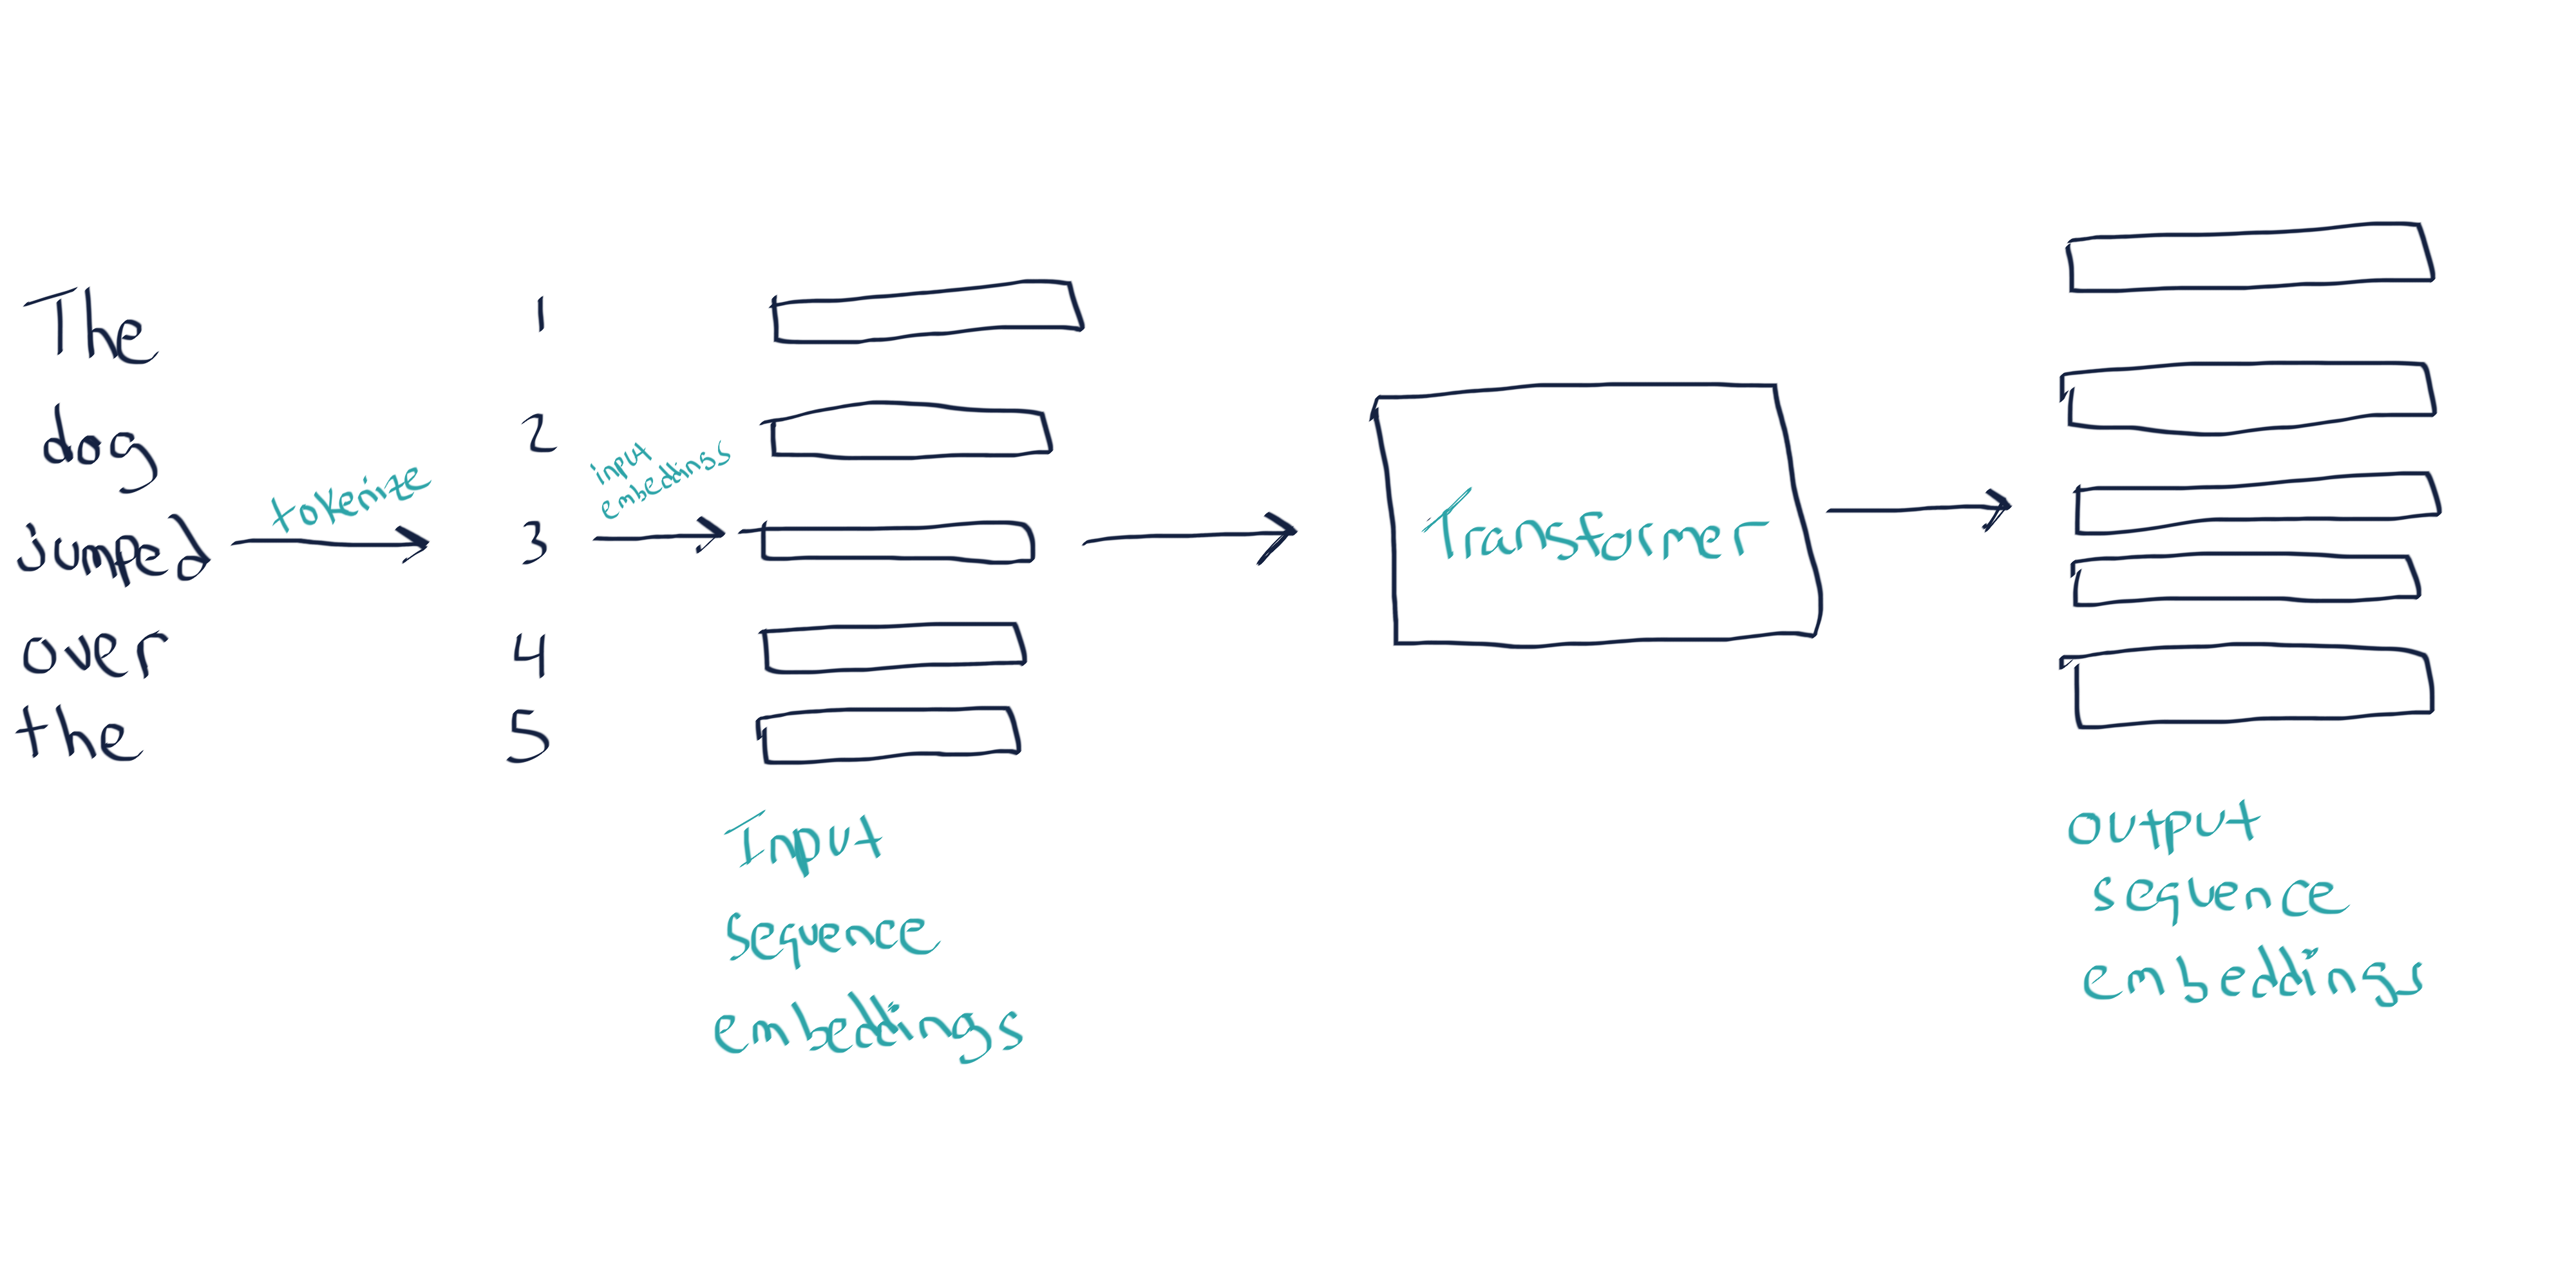 The
dog
jumped
over
the
tokenize
1
2
3
4
5
input
embeddings
Input
sequence
embeddings
Transformer
output
sequence
embeddings